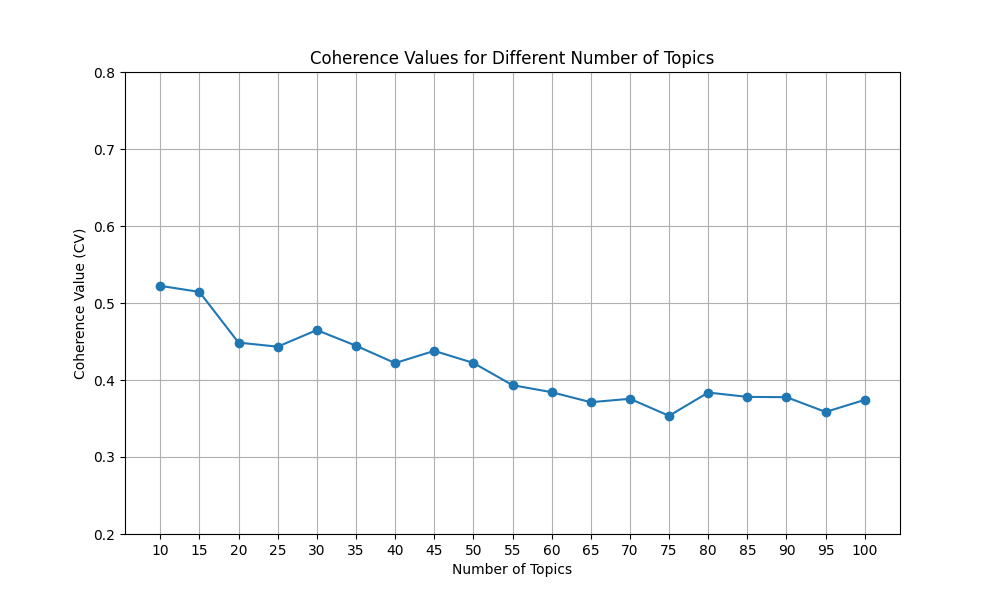 Coherence Values for Different Number of Topics
0.8
0.7
0.6
0.5
0.4
0.3
0.2
Coherence Value (CV)
10 15 20 25 30 35 40 45 50 55 60 65 70 75 80 85 90 95 100
Number of Topics